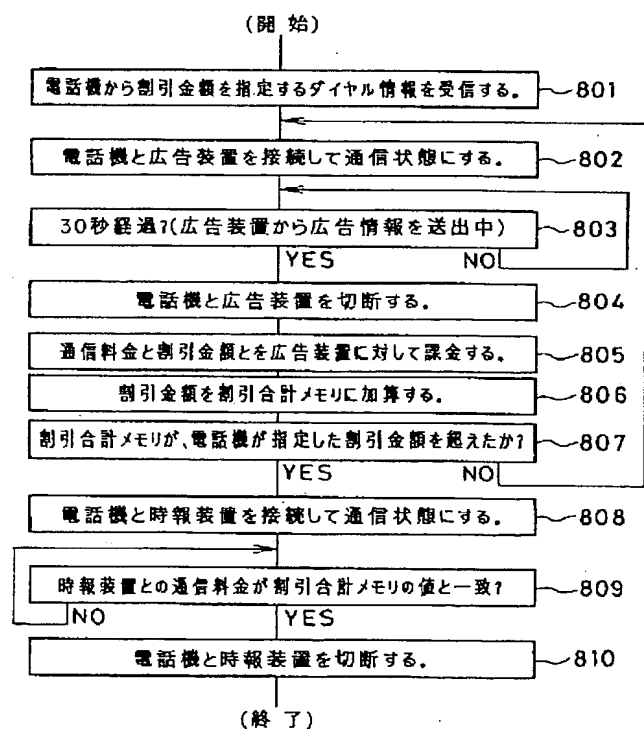 (開 始)
電話機から割引金額を指定するダイヤル情報を受信する。 801
電話機と広告装置を接続して通信状態にする。 802
30秒経過?(広告装置から広告情報を送出中) 803
YES NO
電話機と広告装置を切断する。 804
通信料金と割引金額とを広告装置に対して課金する。 805
割引金額を割引合計メモリに加算する。 806
割引合計メモリが、電話機が指定した割引金額を超えたか? 807
YES NO
電話機と時報装置を接続して通信状態にする。 808
時報装置との通信料金が割引合計メモリの値と一致? 809
NO YES
電話機と時報装置を切断する。 810
(終 了)